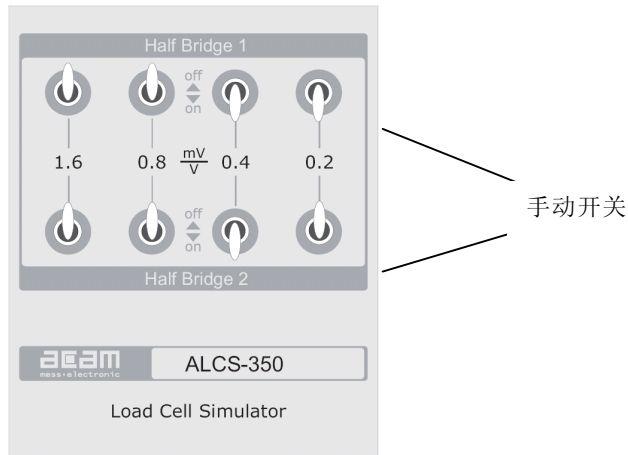 Half Bridge 1
off
on
1.6 0.8 mV/V 0.4 0.2
off
on
Half Bridge 2
手动开关
acam
mess-electronic
ALCS-350
Load Cell Simulator